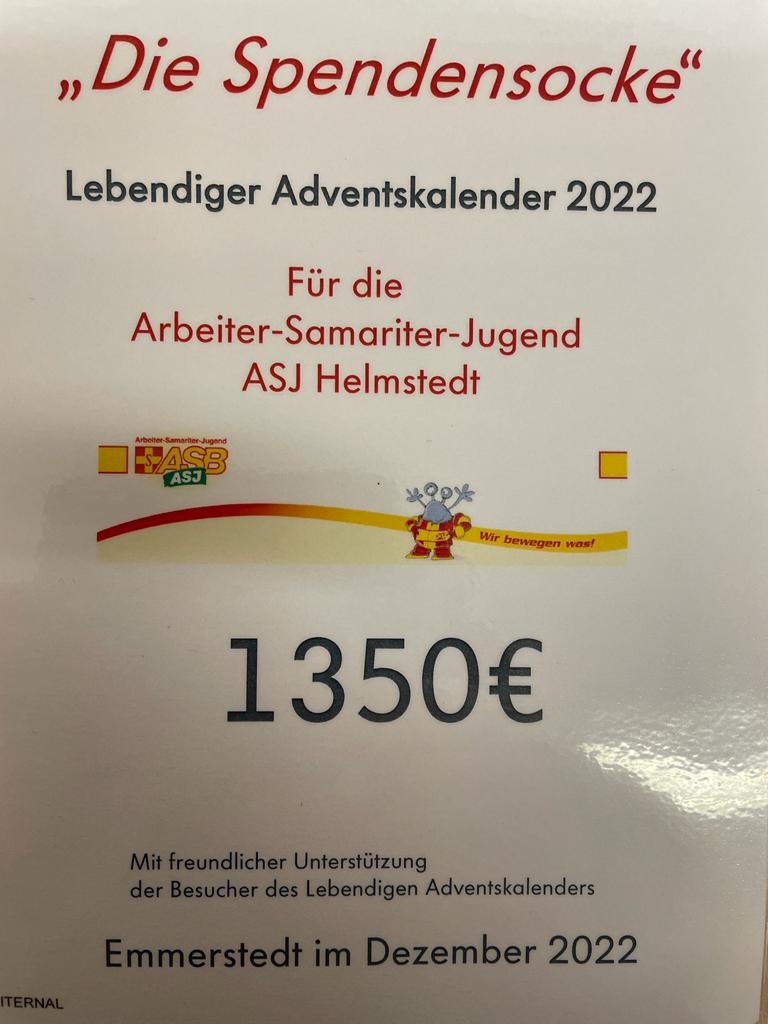 „Die Spendensocke“
Lebendiger Adventskalender 2022
Für die
Arbeiter-Samariter-Jugend
ASJ Helmstedt
Arbeiter-Samariter-Jugend
S ASB
ASJ
Wir bewegen was!
1350€
Mit freundlicher Unterstützung
der Besucher des Lebendigen Adventskalenders
Emmerstedt im Dezember 2022
ITERNAL